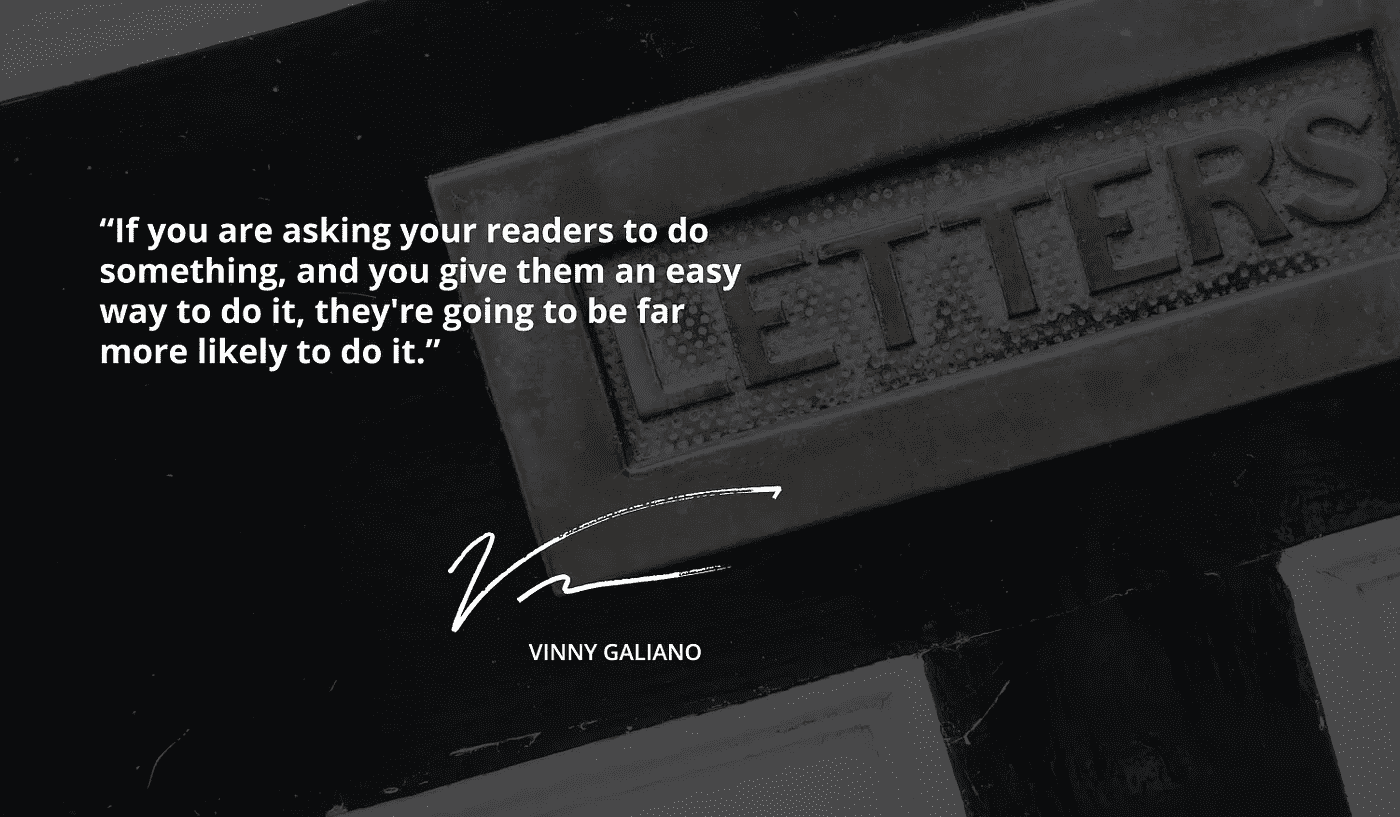 LETTERS
“If you are asking your readers to do
something, and you give them an easy
way to do it, they're going to be far
more likely to do it.”
VINNY GALIANO